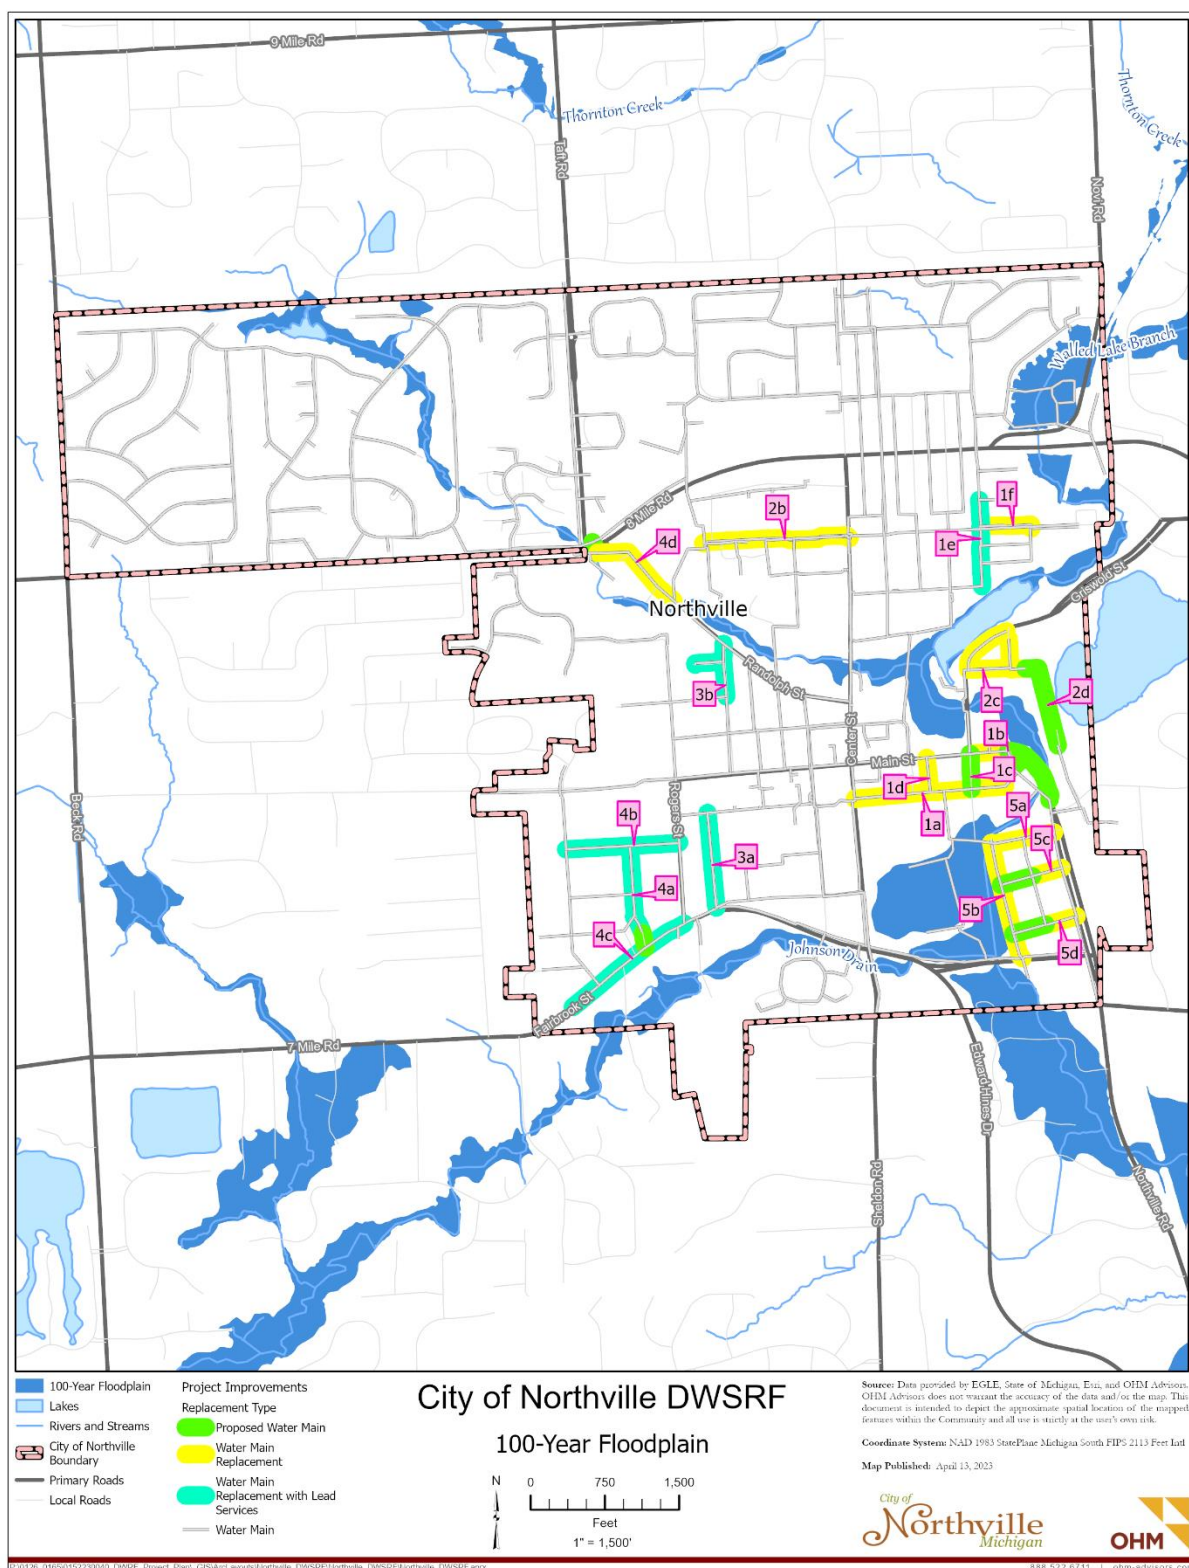 9 Mile Rd
Thornton Creek
Thornton Creek
Taft Rd
Novi Rd
Walled Lake Branch
8 Mile Rd
2b
1f
4d
1e
Northville
Griswold St
3b
Randolph St
2c
2d
Center St
1b
Main St
1c
1d
1a
Beck Rd
Rogers St
4b
5a
5c
3a
4a
5b
4c
5d
Johnson Drain
Fairbrook St
7 Mile Rd
Edward Hines Dr
Sheldon Rd
Northville Rd
100-Year Floodplain
Lakes
Rivers and Streams
City of Northville
Boundary
Primary Roads
Local Roads
Project Improvements
Replacement Type
Proposed Water Main
Water Main
Replacement
Water Main
Replacement with Lead
Services
Water Main
City of Northville DWSRF
100-Year Floodplain
N
0 750 1,500
Feet
1" = 1,500'
Source: Data provided by EGLE, State of Michigan, Esri, and OHM Advisors.
OHM Advisors does not warrant the accuracy of the data and/or the map. This
document is intended to depict the approximate spatial location of the mapped
features within the Community and all use is strictly at the user's own risk.
Coordinate System: NAD 1983 StatePlane Michigan South FIPS 2113 Feet Intl
Map Published: April 13, 2023
City of
Northville
Michigan
OHM